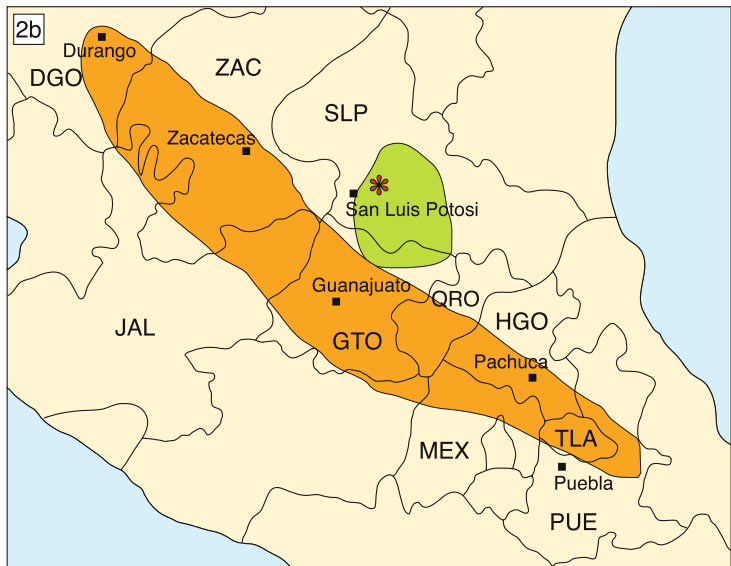 2b
Durango
DGO
ZAC
SLP
Zacatecas
San Luis Potosi
Guanajuato
QRO
HGO
JAL
GTO
Pachuca
TLA
MEX
Puebla
PUE